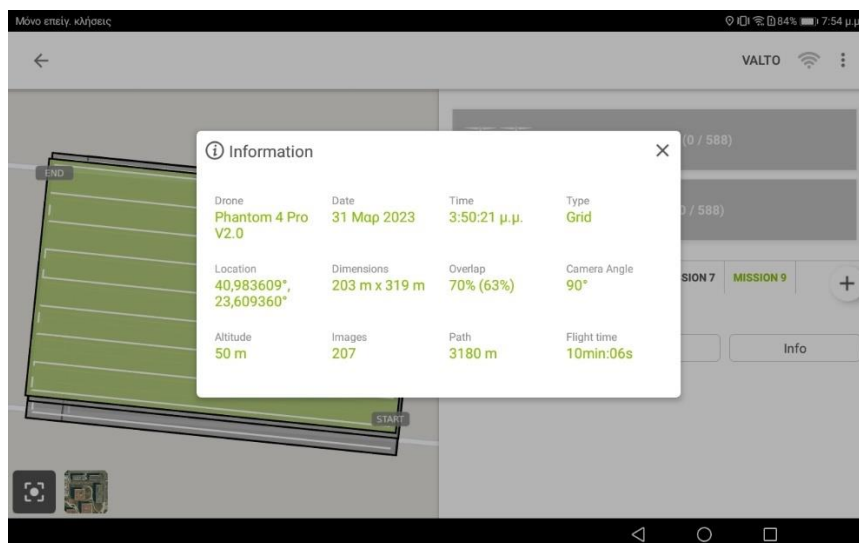 Μόνο επείγ. κλήσεις
84% 7:54 μ.μ
VALTO
(0 / 588)
/ 588)
END
START
Information
Drone
Phantom 4 Pro
V2.0
Date
31 Μαρ 2023
Time
3:50:21 μ.μ.
Type
Grid
Location
40,983609°,
23,609360°
Dimensions
203 m x 319 m
Overlap
70% (63%)
Camera Angle
90°
Altitude
50 m
Images
207
Path
3180 m
Flight time
10min:06s
SION 7 MISSION 9
+
Info